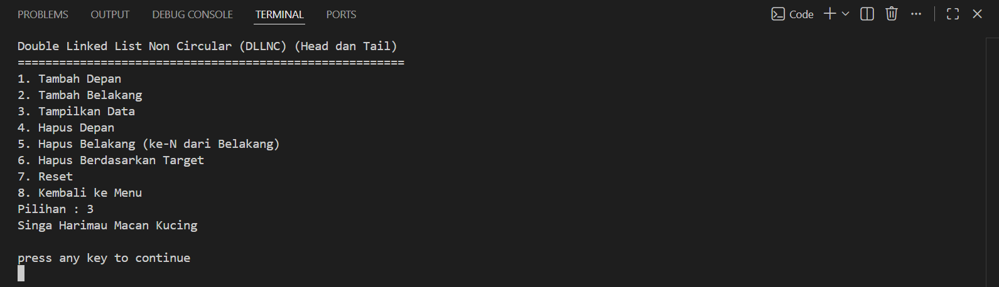 PROBLEMS OUTPUT DEBUG CONSOLE TERMINAL PORTS Code
Double Linked List Non Circular (DLLNC) (Head dan Tail)
========================================================
1. Tambah Depan
2. Tambah Belakang
3. Tampilkan Data
4. Hapus Depan
5. Hapus Belakang (ke-N dari Belakang)
6. Hapus Berdasarkan Target
7. Reset
8. Kembali ke Menu
Pilihan : 3
Singa Harimau Macan Kucing
press any key to continue